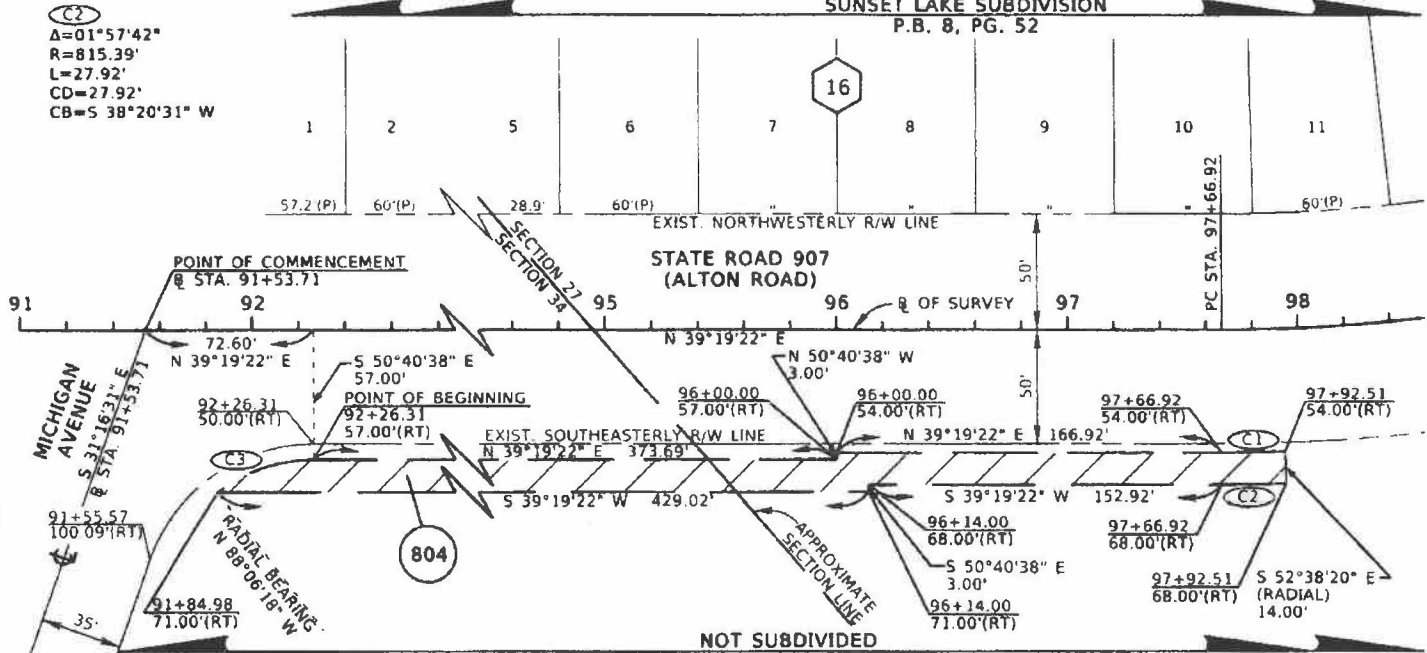 C2
Δ=01°57'42"
R=815.39'
L=27.92'
CD=27.92'
CB=S 38°20'31" W
SUNSET LAKE SUBDIVISION
P.B. 8, PG. 52
16
1 2 5 6 7 8 9 10 11
57.2'(P) 60'(P) 28.9' 60'(P) " " " " 60'(P)
EXIST. NORTHWESTERLY R/W LINE
SECTION 27
SECTION 34
STATE ROAD 907
(ALTON ROAD)
50'
PC STA. 97+66.92
POINT OF COMMENCEMENT
℄ STA. 91+53.71
91 92 95 96 97 98
℄ OF SURVEY
72.60'
N 39°19'22" E
N 39°19'22" E
S 50°40'38" E
57.00'
N 50°40'38" W
3.00'
50'
MICHIGAN
AVENUE
S 31°16'31" E
℄ STA. 91+53.71
92+26.31
50.00'(RT)
POINT OF BEGINNING
92+26.31
57.00'(RT)
96+00.00
57.00'(RT)
96+00.00
54.00'(RT)
97+66.92
54.00'(RT)
97+92.51
54.00'(RT)
EXIST. SOUTHEASTERLY R/W LINE
N 39°19'22" E 373.69'
N 39°19'22" E 166.92'
C1
C3
S 39°19'22" W 429.02'
S 39°19'22" W 152.92'
C2
91+55.57
100.09'(RT)
℄
RADIAL BEARING
N 88°06'18" W
804
APPROXIMATE
SECTION LINE
96+14.00
68.00'(RT)
S 50°40'38" E
3.00'
96+14.00
71.00'(RT)
97+66.92
68.00'(RT)
97+92.51
68.00'(RT)
S 52°38'20" E
(RADIAL)
14.00'
91+84.98
71.00'(RT)
35'
NOT SUBDIVIDED